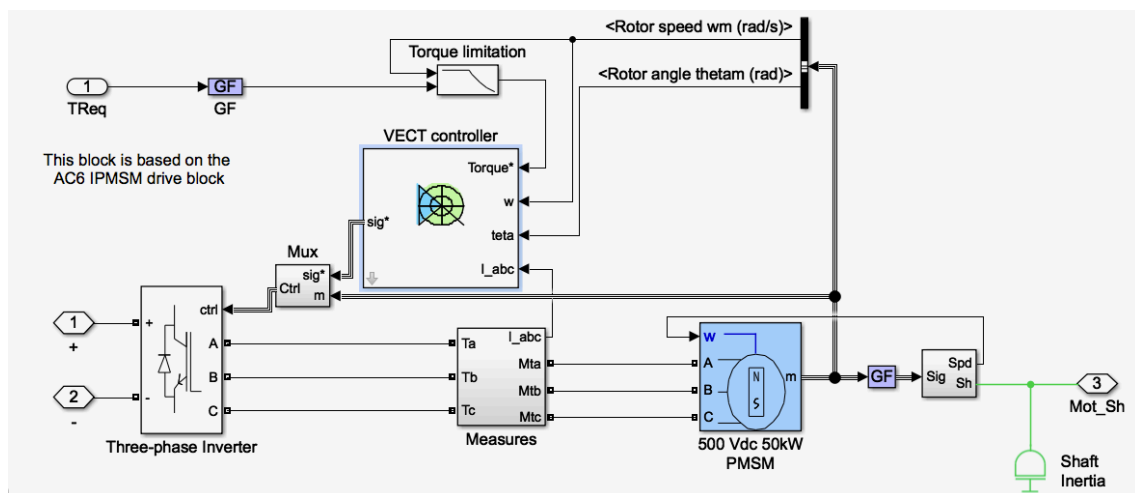 <Rotor speed wm (rad/s)>
Torque limitation
<Rotor angle thetam (rad)>
1
TReq
GF
GF
VECT controller
This block is based on the
AC6 IPMSM drive block
Torque*
w
sig*
teta
I_abc
Mux
sig*
Ctrl
m
ctrl
1
+
+
A
B
C
2
-
-
Three-phase Inverter
Ta
I_abc
Mta
Tb
Mtb
Tc
Mtc
Measures
w
A
B
C
N
S
m
500 Vdc 50kW
PMSM
GF
Sig
Spd
Sh
3
Mot_Sh
Shaft
Inertia